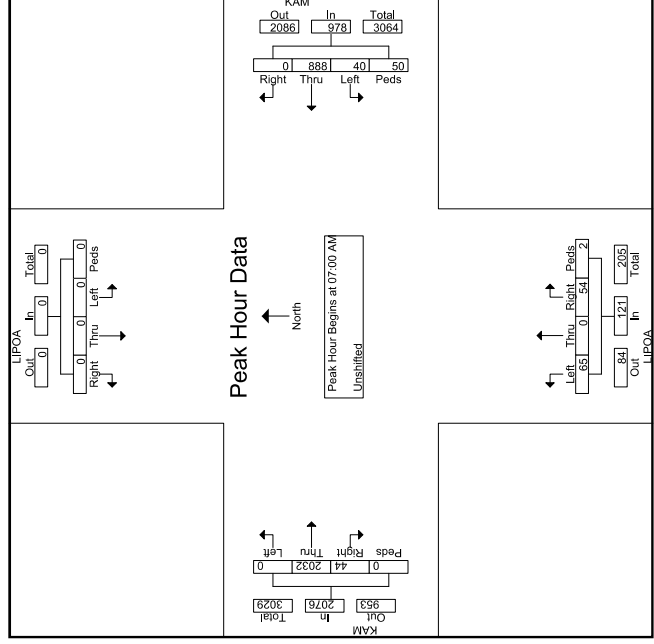 KAM
Out In Total
2086 978 3064
0 888 40 50
Right Thru Left Peds
LIPOA
Out In Total
0 0 0
0 0 0 0
Right Thru Left Peds
Peak Hour Data
North
Peak Hour Begins at 07:00 AM
Unshifted
Left Thru Right Peds
65 0 54 2
84 121 205
Out In Total
LIPOA
Left Thru Right Peds
0 2032 44 0
3029 2076 953
Total In Out
KAM